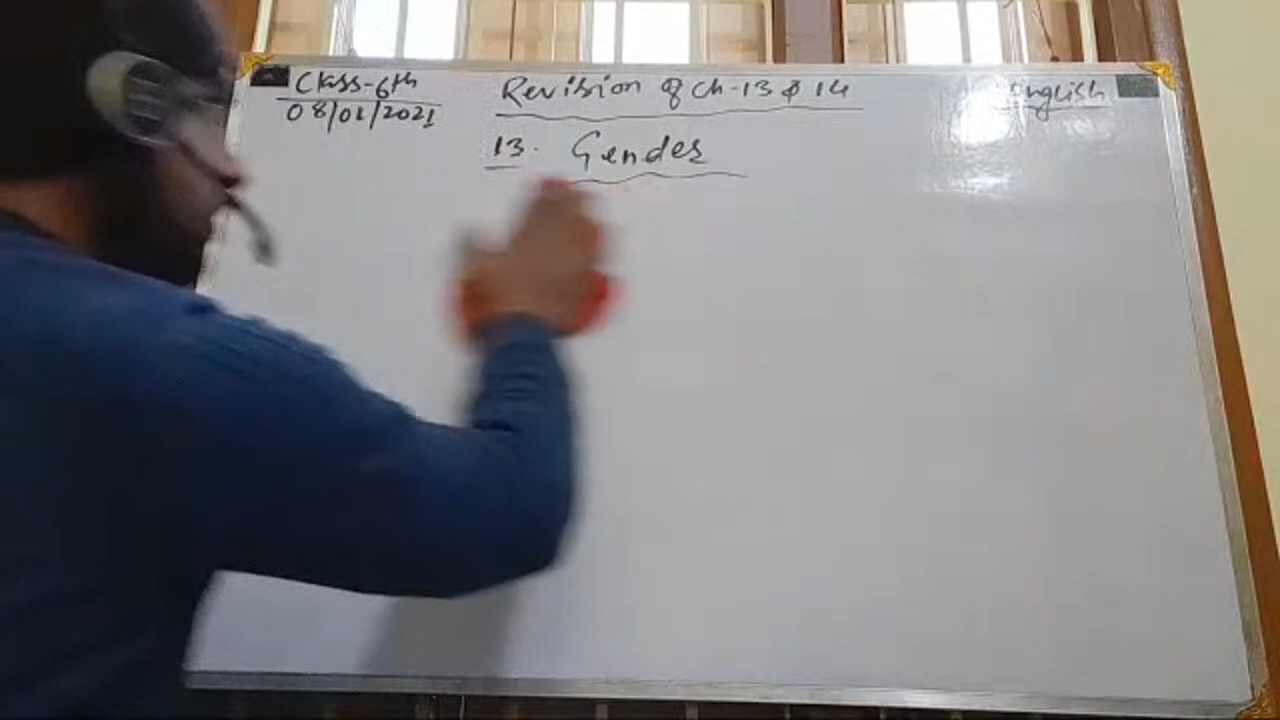 Class-6th
08/01/2021
Revision of Ch-13 & 14
English
13. Gender